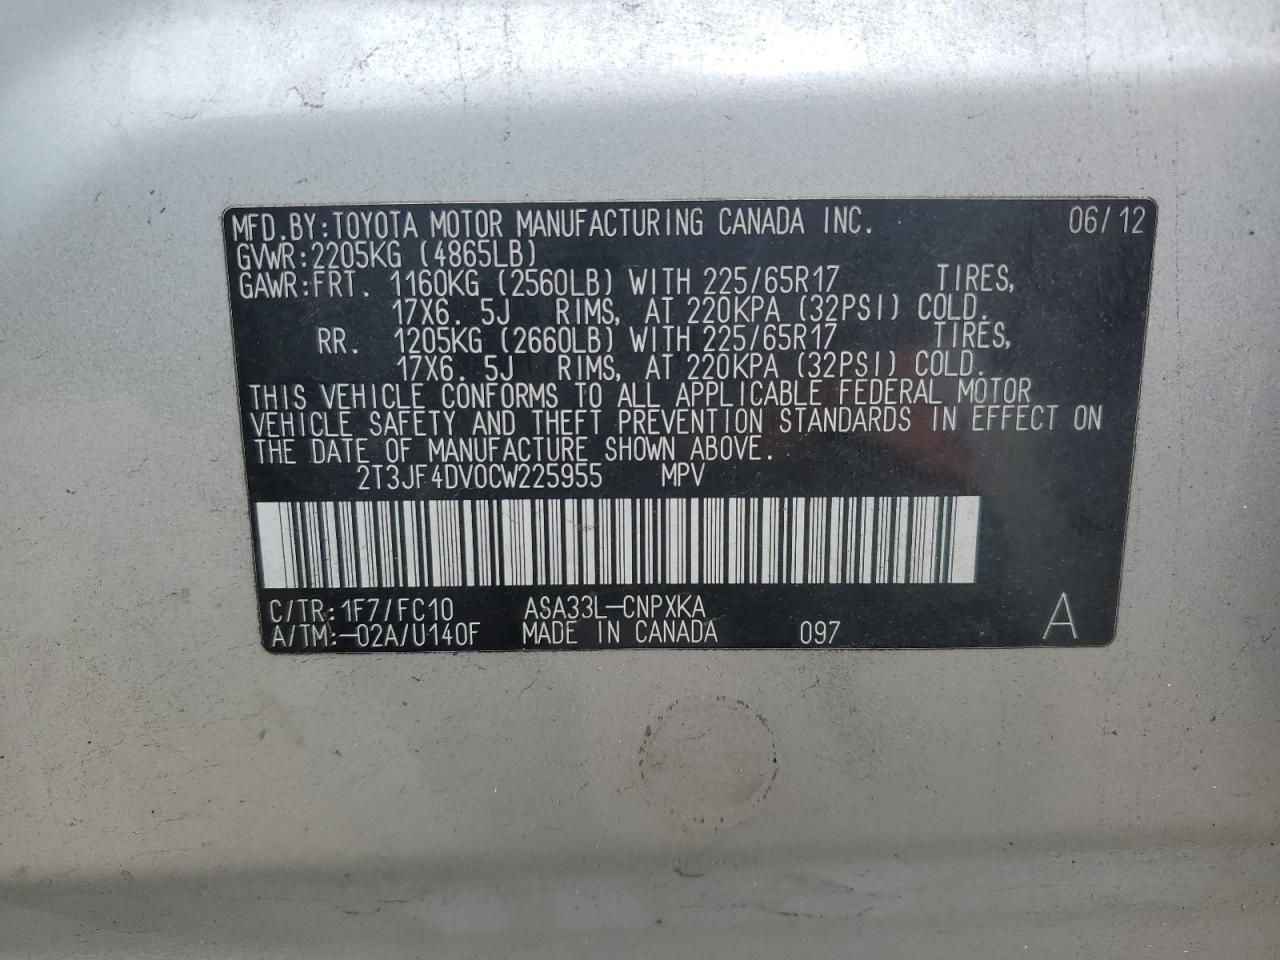 MFD.BY:TOYOTA MOTOR MANUFACTURING CANADA INC. 06/12
GVWR:2205KG (4865LB)
GAWR:FRT. 1160KG (2560LB) WITH 225/65R17 TIRES,
17X6.5J RIMS, AT 220KPA (32PSI) COLD.
RR. 1205KG (2660LB) WITH 225/65R17 TIRES,
17X6.5J RIMS, AT 220KPA (32PSI) COLD.
THIS VEHICLE CONFORMS TO ALL APPLICABLE FEDERAL MOTOR
VEHICLE SAFETY AND THEFT PREVENTION STANDARDS IN EFFECT ON
THE DATE OF MANUFACTURE SHOWN ABOVE.
2T3JF4DV0CW225955 MPV
C/TR:1F7/FC10 ASA33L-CNPXKA
A/TM:-02A/U140F MADE IN CANADA 097 A